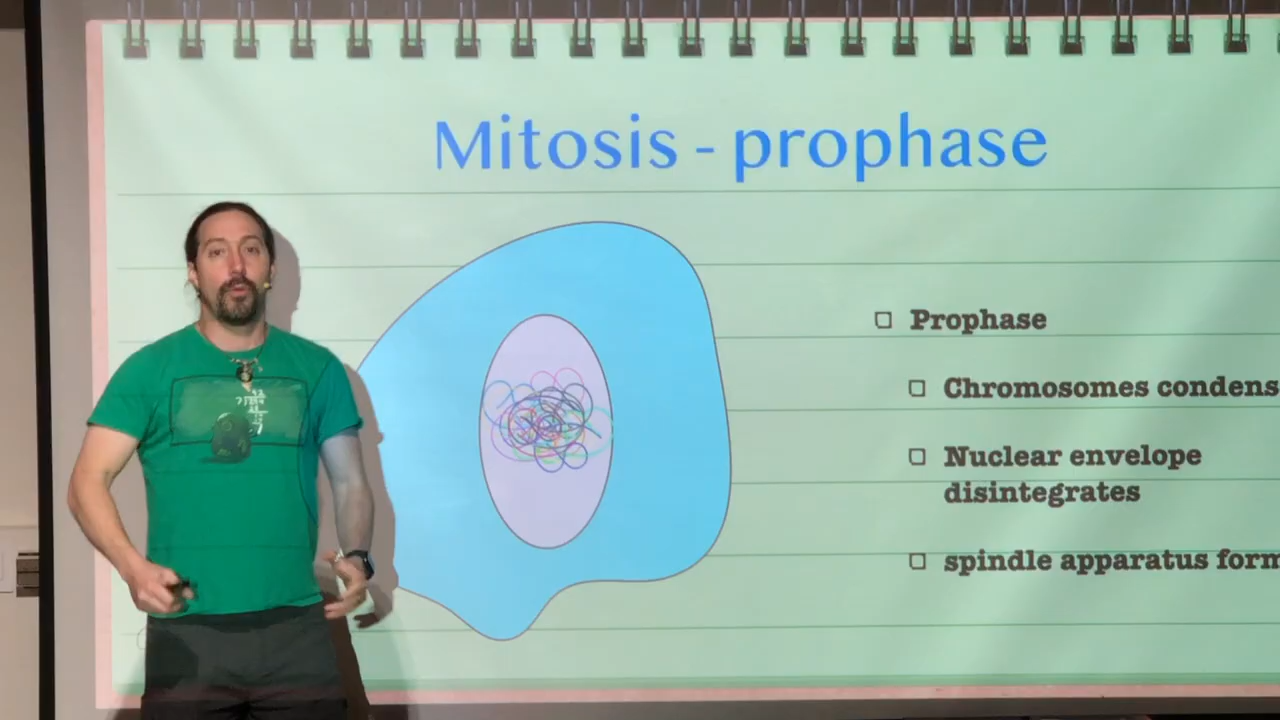 Mitosis - prophase
Prophase
Chromosomes condens
Nuclear envelope
disintegrates
spindle apparatus form